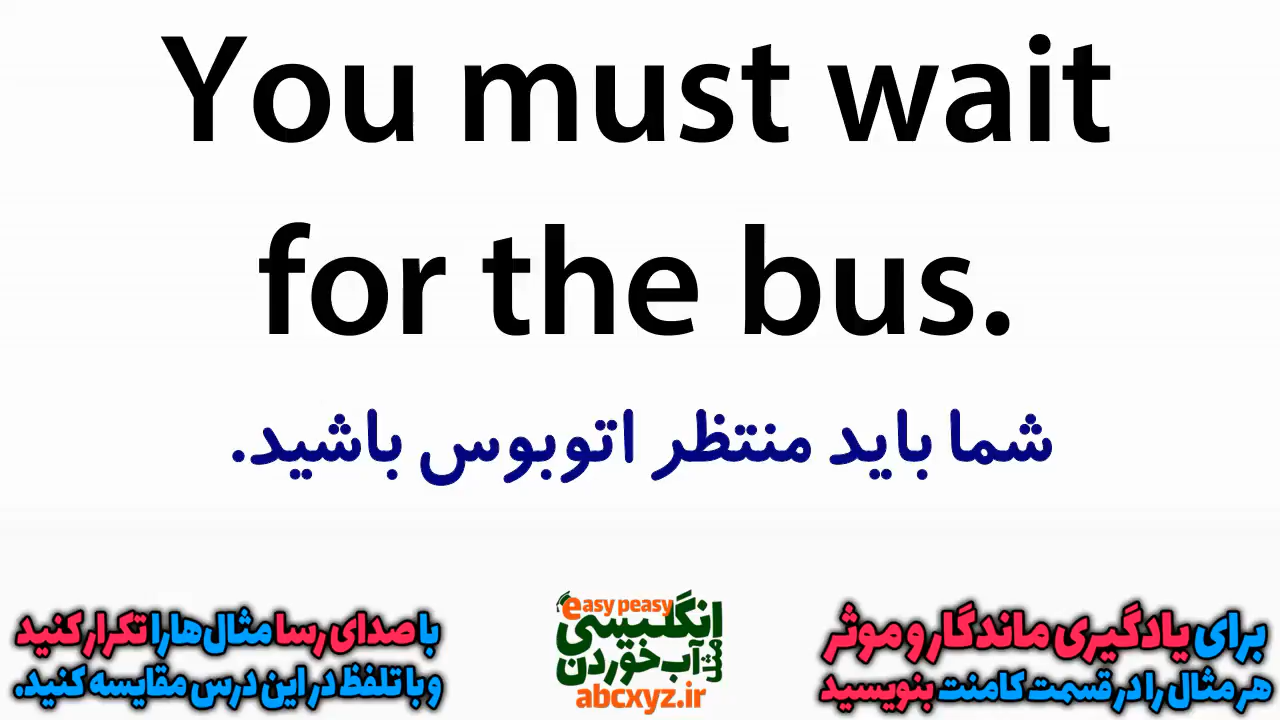 You must wait
for the bus.
شما باید منتظر اتوبوس باشید.
برای یادگیری ماندگار و موثر
هر مثال را در قسمت کامنت بنویسید
easy peasy
انگلیسی
مثل آب خوردن
abcxyz.ir
با صدای رسا مثال‌ها را تکرار کنید
و با تلفظ در این درس مقایسه کنید.